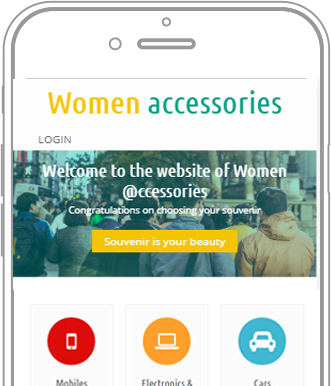 Women accessories
LOGIN
Welcome to the website of Women
@ccessories
Congratulations on choosing your souvenir
Souvenir is your beauty
Mobiles
Electronics &
Cars